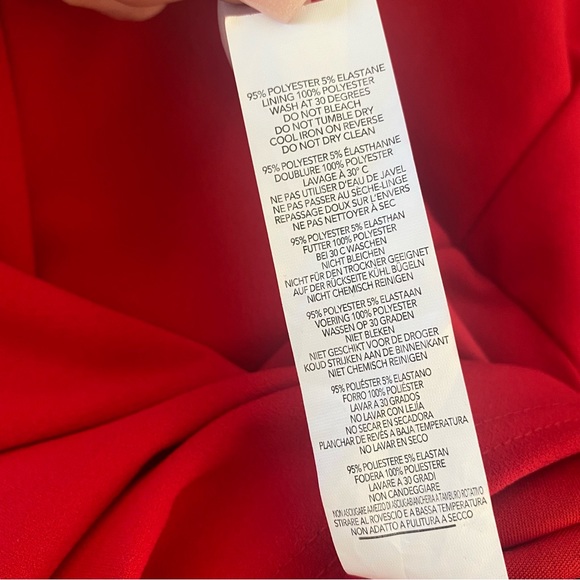 95% POLYESTER 5% ELASTANE
LINING 100% POLYESTER
WASH AT 30 DEGREES
DO NOT BLEACH
DO NOT TUMBLE DRY
COOL IRON ON REVERSE
DO NOT DRY CLEAN
95% POLYESTER 5% ÉLASTHANNE
DOUBLURE 100% POLYESTER
LAVAGE À 30° C
NE PAS UTILISER D'EAU DE JAVEL
NE PAS PASSER AU SÈCHE-LINGE
REPASSAGE DOUX SUR L'ENVERS
NE PAS NETTOYER À SEC
95% POLYESTER 5% ELASTHAN
FUTTER 100% POLYESTER
BEI 30 C WASCHEN
NICHT BLEICHEN
NICHT FÜR DEN TROCKNER GEEIGNET
AUF DER RÜCKSEITE KÜHL BÜGELN
NICHT CHEMISCH REINIGEN
95% POLYESTER 5% ELASTAAN
VOERING 100% POLYESTER
WASSEN OP 30 GRADEN
NIET BLEKEN
NIET GESCHIKT VOOR DE DROGER
KOUD STRIJKEN AAN DE BINNENKANT
NIET CHEMISCH REINIGEN
95% POLIÉSTER 5% ELASTANO
FORRO 100% POLIÉSTER
LAVAR A 30 GRADOS
NO LAVAR CON LEJÍA
NO SECAR EN SECADORA
PLANCHAR DE REVÉS A BAJA TEMPERATURA
NO LAVAR EN SECO
95% POLIESTERE 5% ELASTAN
FODERA 100% POLIESTERE
LAVARE A 30 GRADI
NON CANDEGGIARE
NON ASCIUGARE A MEZZO DI ASCIUGABIANCHERIA A TAMBURO ROTATIVO
STIRARE AL ROVESCIO E A BASSA TEMPERATURA
NON ADATTO A PULITURA A SECCO